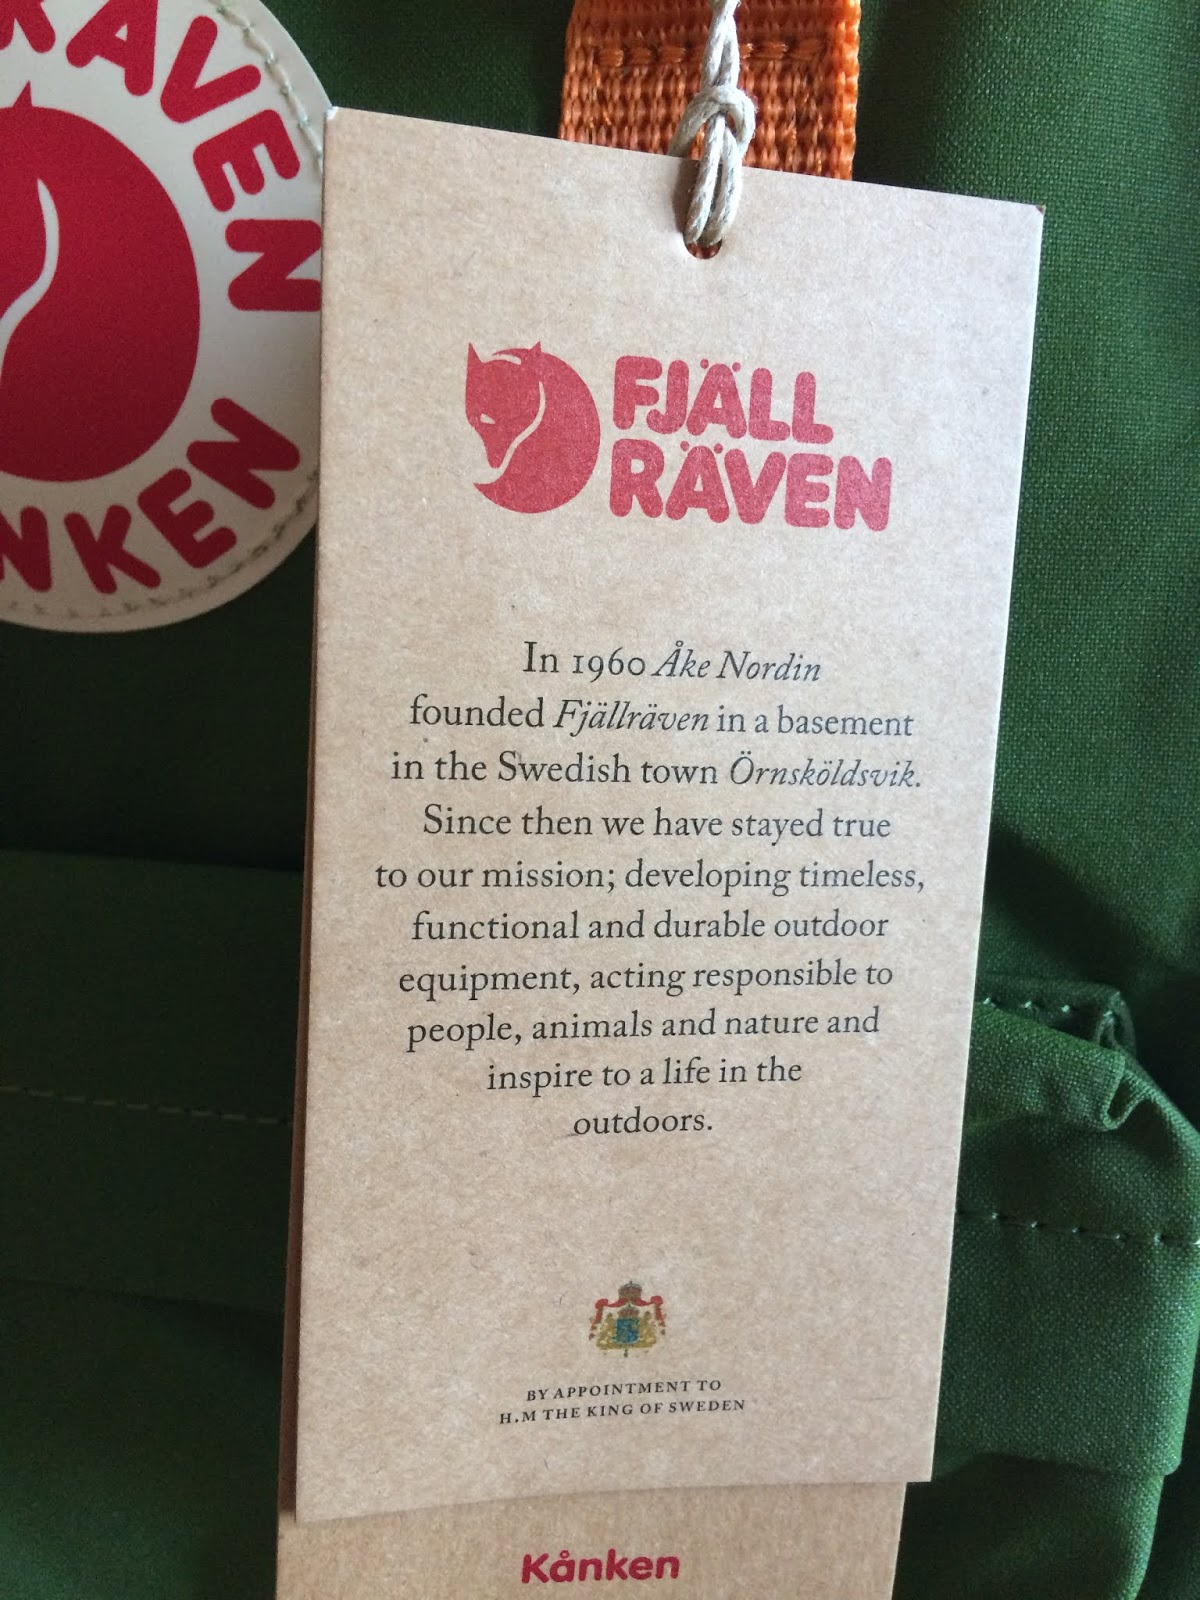 RÄVEN
KEN
FJÄLL
RÄVEN
In 1960 Åke Nordin
founded Fjällräven in a basement
in the Swedish town Örnsköldsvik.
Since then we have stayed true
to our mission; developing timeless,
functional and durable outdoor
equipment, acting responsible to
people, animals and nature and
inspire to a life in the
outdoors.
BY APPOINTMENT TO
H.M THE KING OF SWEDEN
Kånken